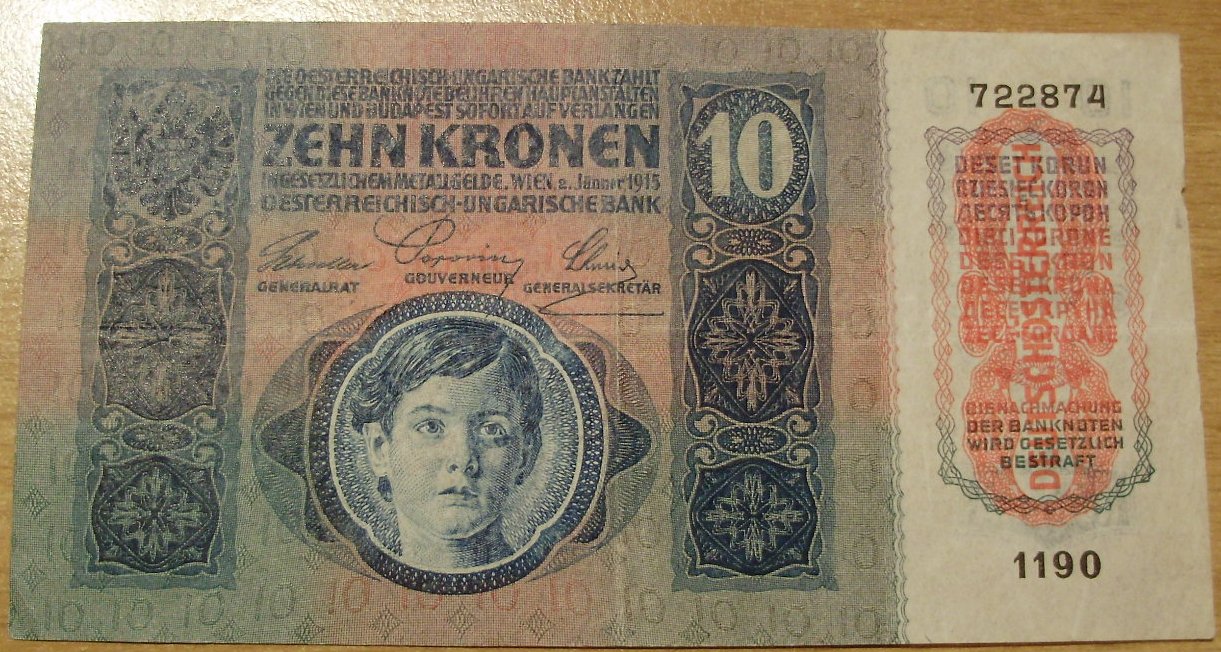 DIE OESTERREICHISCH-UNGARISCHE BANK ZAHLT
GEGEN DIESE BANKNOTE BEI IHREN HAUPTANSTALTEN
IN WIEN UND BUDAPEST SOFORT AUF VERLANGEN
ZEHN KRONEN
IN GESETZLICHEM METALLGELDE. WIEN, 2. Jänner 1915
OESTERREICHISCH-UNGARISCHE BANK
GENERALRAT
GOUVERNEUR
GENERALSEKRETÄR
10
722874
DESET KORUN
DZIESIĘĆ KORON
ДЕСЯТЬ КОРОН
DIECI CORONE
DESET KRON
DESET KRUNA
ДЕСЕТ КРУНА
DEUTSCHÖSTERREICH
DIE NACHMACHUNG
DER BANKNOTEN
WIRD GESETZLICH
BESTRAFT
1190